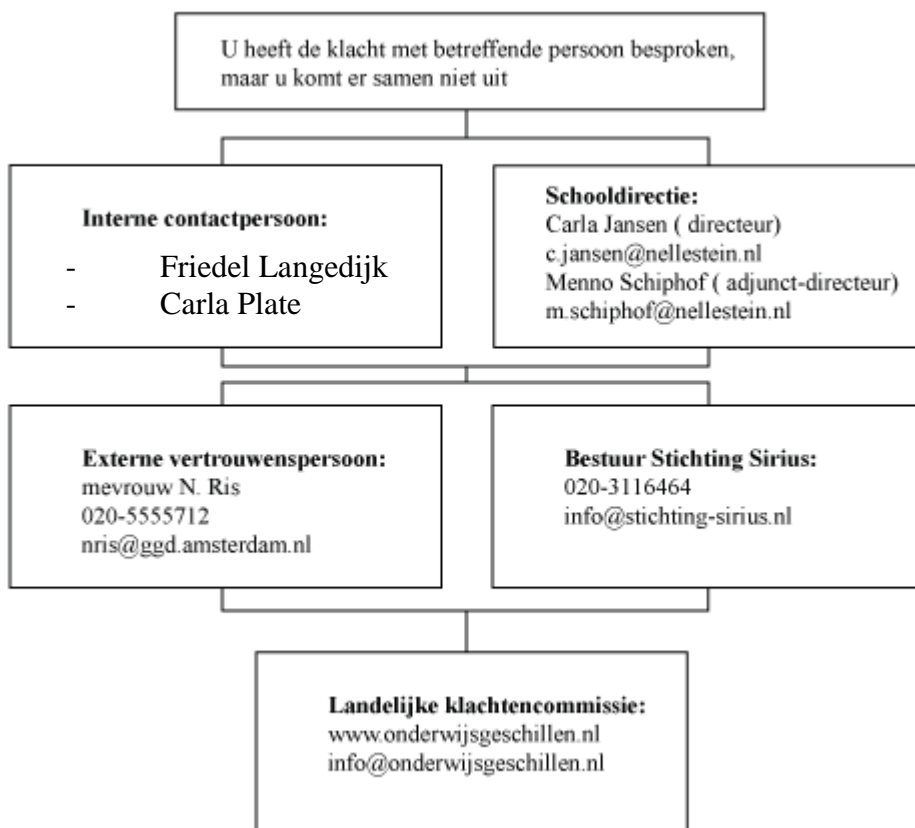 U heeft de klacht met betreffende persoon besproken,
maar u komt er samen niet uit
Interne contactpersoon:
- Friedel Langedijk
- Carla Plate
Schooldirectie:
Carla Jansen ( directeur)
c.jansen@nellestein.nl
Menno Schiphof ( adjunct-directeur)
m.schiphof@nellestein.nl
Externe vertrouwenspersoon:
mevrouw N. Ris
020-5555712
nris@ggd.amsterdam.nl
Bestuur Stichting Sirius:
020-3116464
info@stichting-sirius.nl
Landelijke klachtencommissie:
www.onderwijsgeschillen.nl
info@onderwijsgeschillen.nl